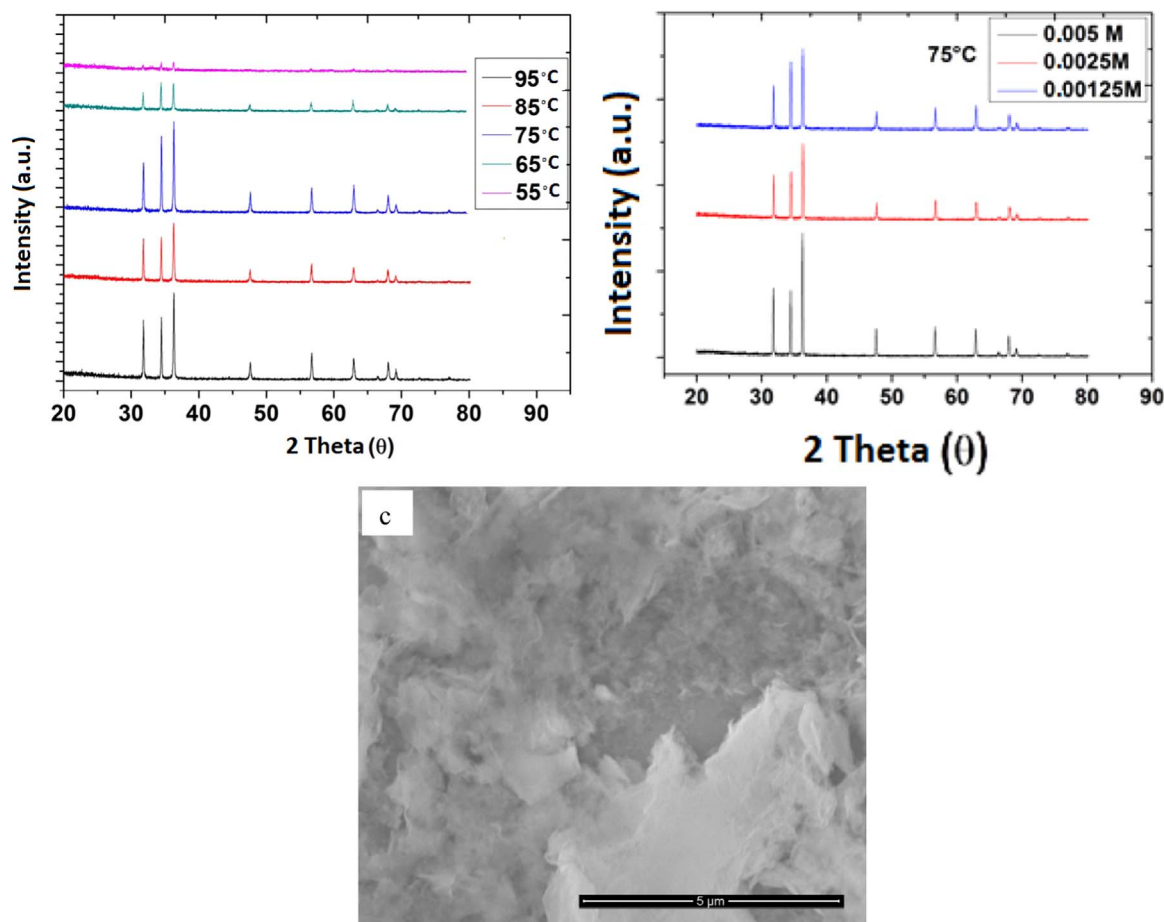 Intensity (a.u.)
95°C
85°C
75°C
65°C
55°C
20 30 40 50 60 70 80 90
2 Theta (θ)
Intensity (a.u.)
75°C
0.005 M
0.0025M
0.00125M
20 30 40 50 60 70 80 90
2 Theta (θ)
c
5 µm